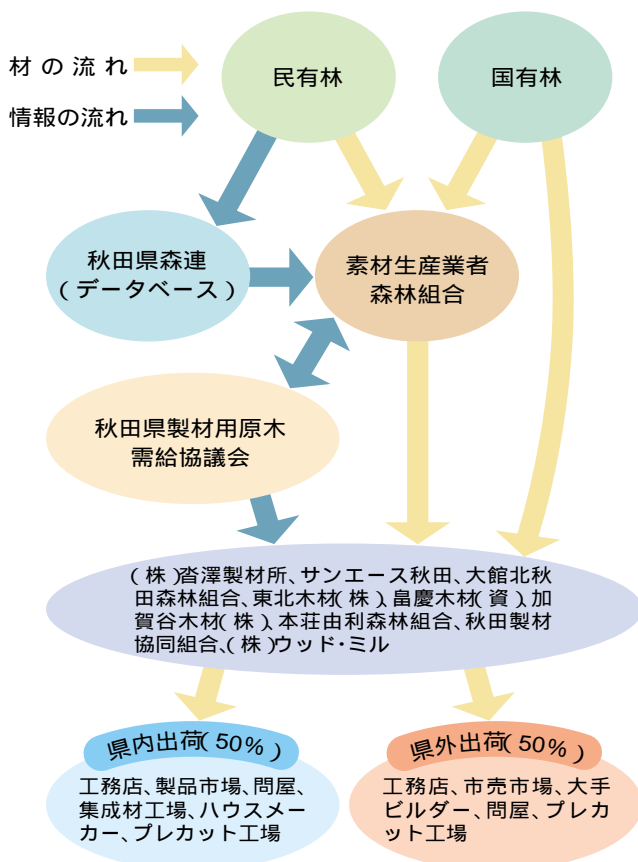 材の流れ
情報の流れ
民有林
国有林
秋田県森連
(データベース)
素材生産業者
森林組合
秋田県製材用原木
需給協議会
(株)沓澤製材所、サンエース秋田、大館北秋
田森林組合、東北木材(株)、畠慶木材(資)、加
賀谷木材(株)、本荘由利森林組合、秋田製材
協同組合、(株)ウッド・ミル
県内出荷(50%)
工務店、製品市場、問屋、
集成材工場、ハウスメー
カー、プレカット工場
県外出荷(50%)
工務店、市売市場、大手
ビルダー、問屋、プレカ
ット工場